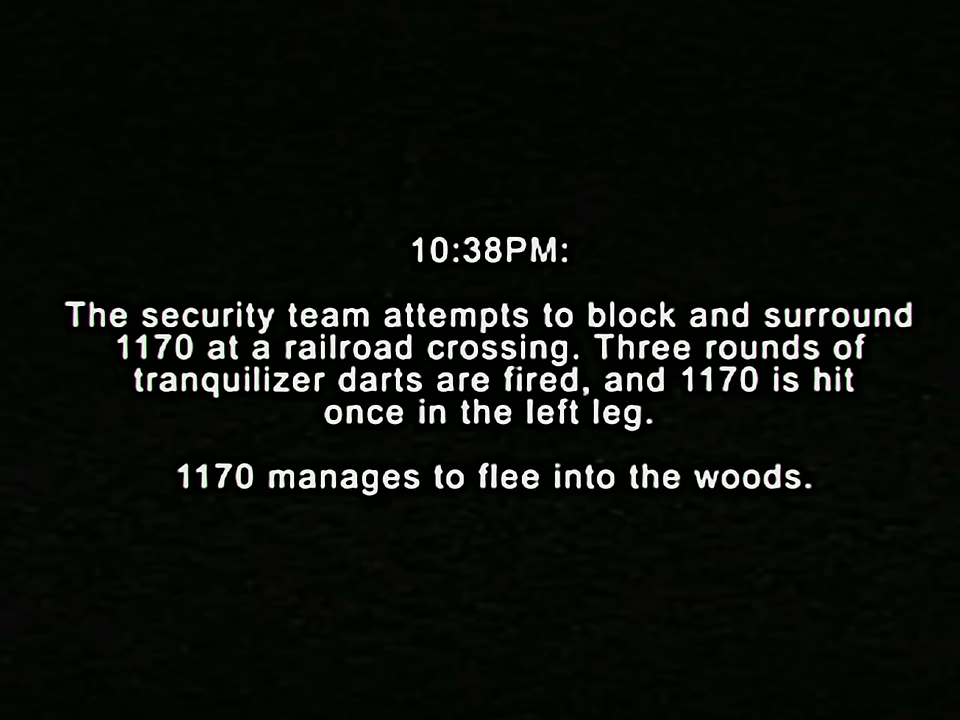 10:38PM:
The security team attempts to block and surround
1170 at a railroad crossing. Three rounds of
tranquilizer darts are fired, and 1170 is hit
once in the left leg.
1170 manages to flee into the woods.